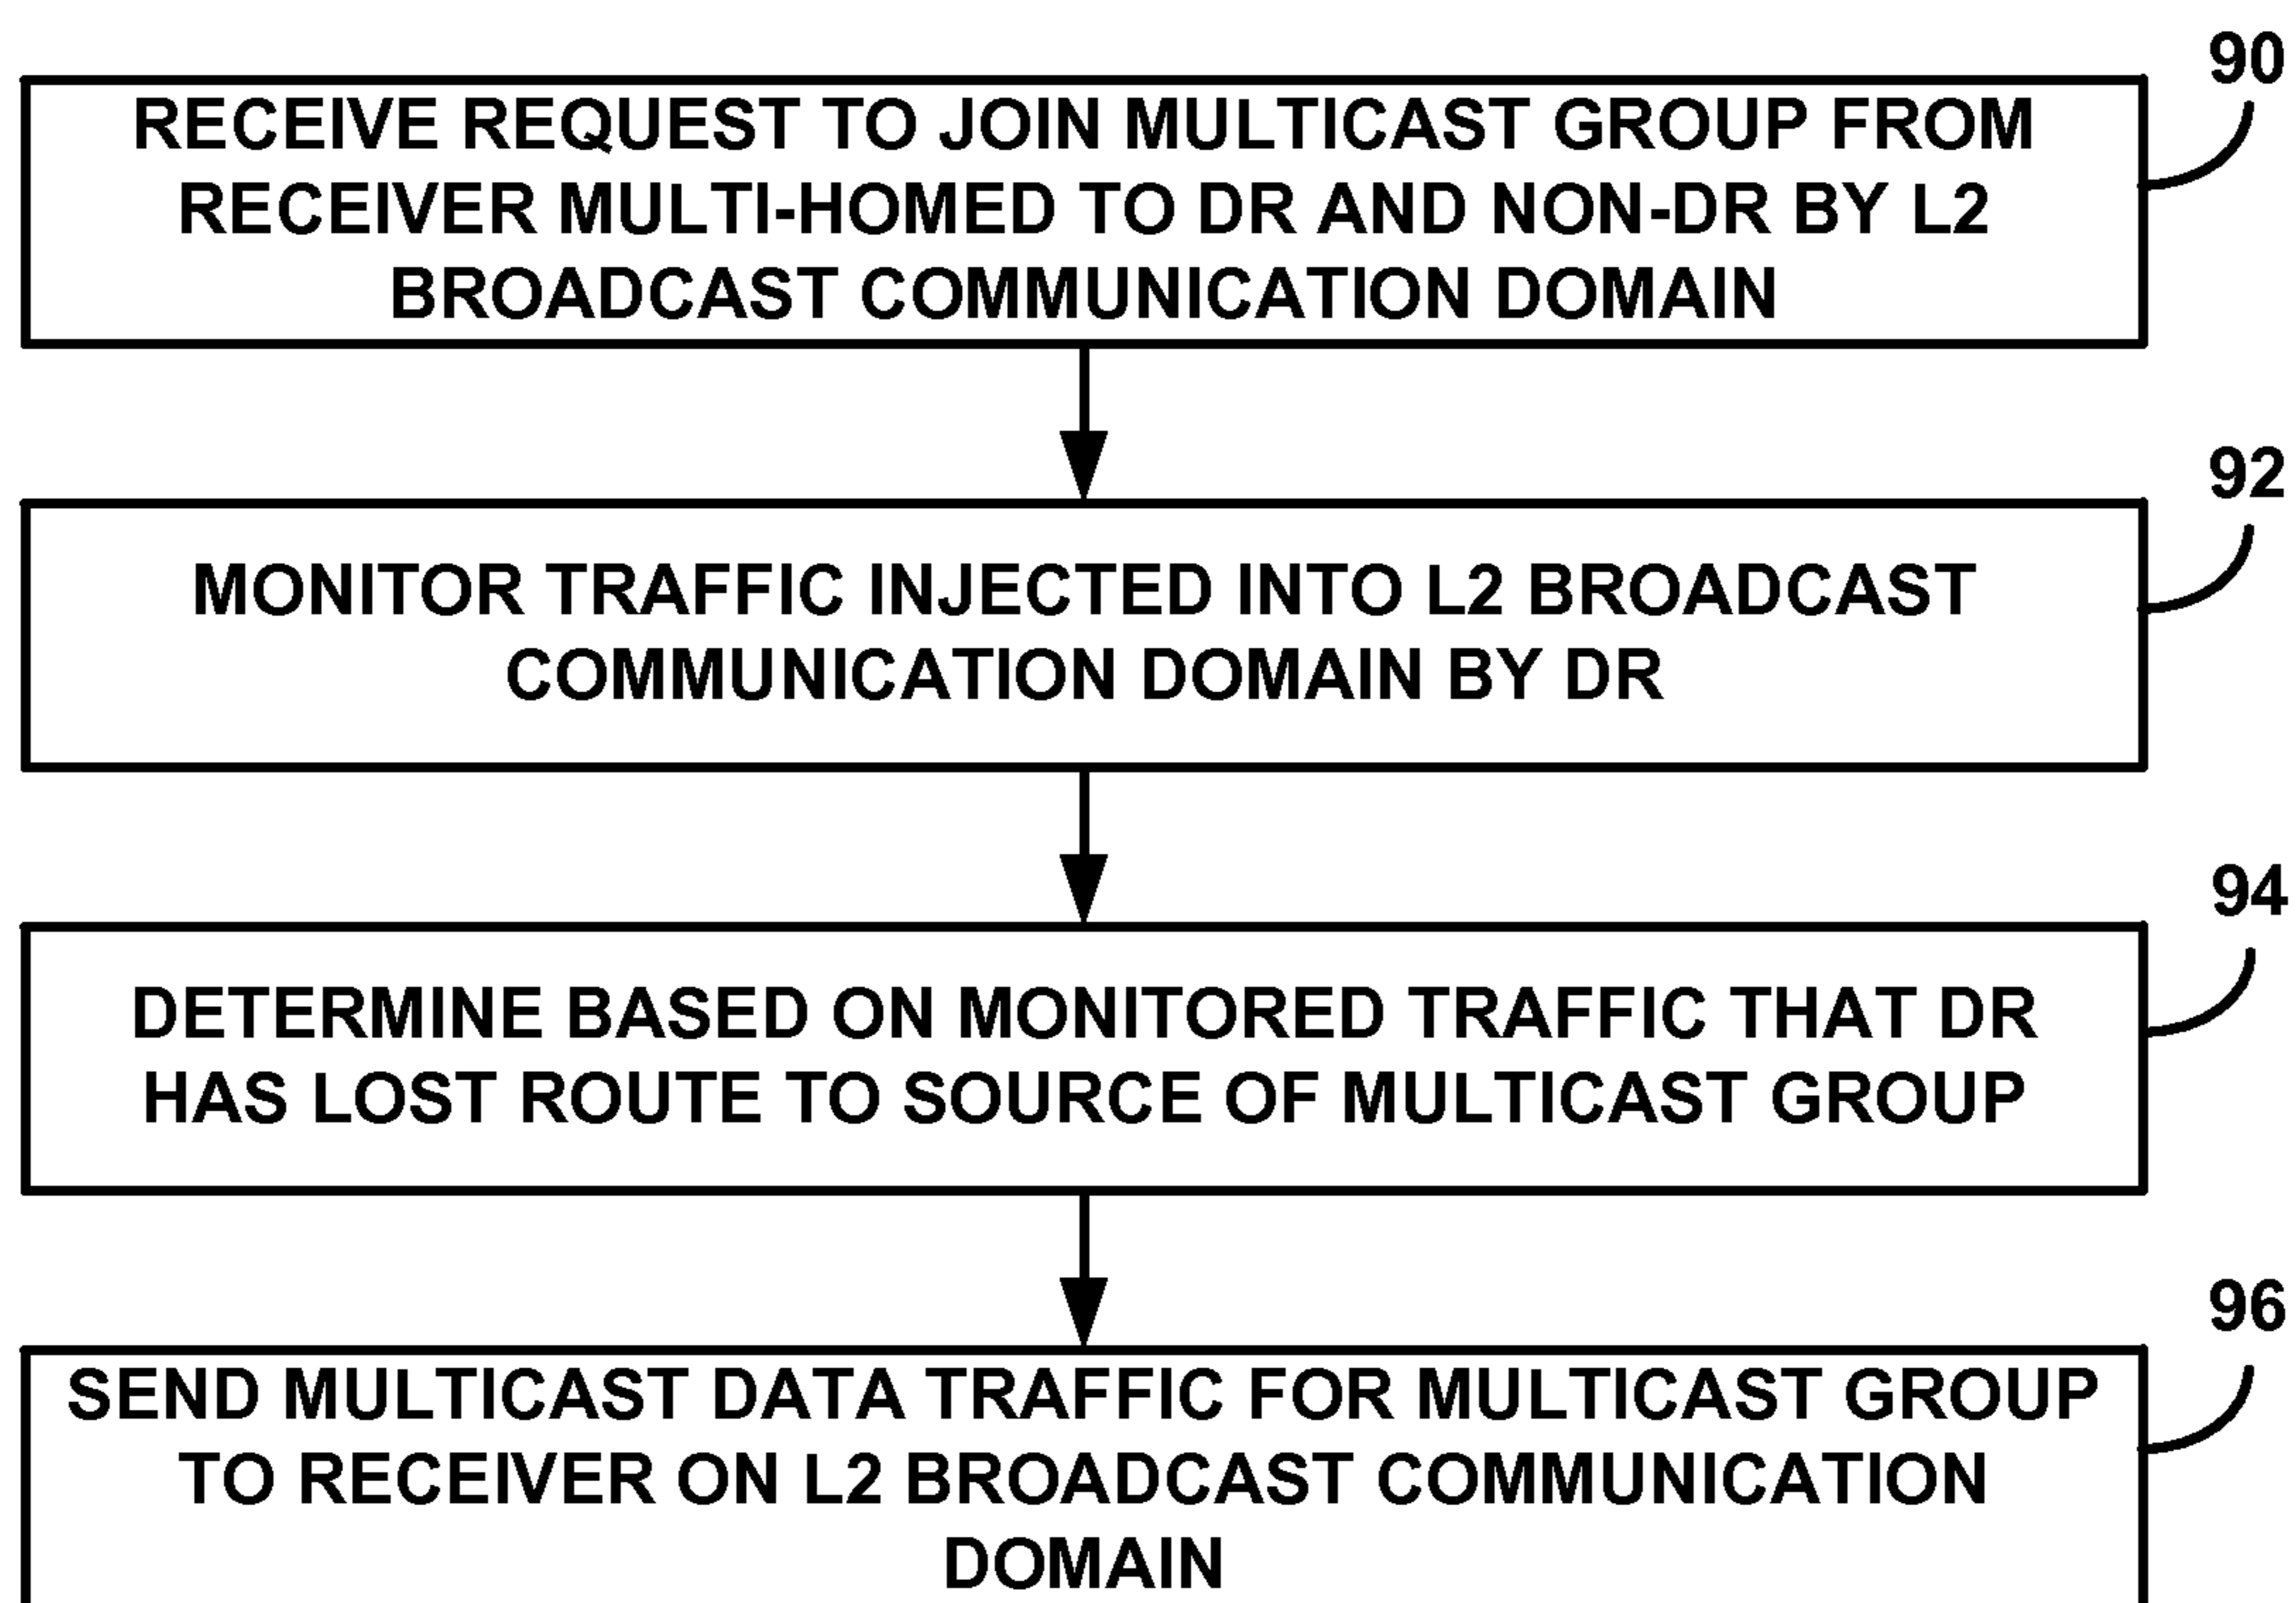 90
RECEIVE REQUEST TO JOIN MULTICAST GROUP FROM
RECEIVER MULTI-HOMED TO DR AND NON-DR BY L2
BROADCAST COMMUNICATION DOMAIN
92
MONITOR TRAFFIC INJECTED INTO L2 BROADCAST
COMMUNICATION DOMAIN BY DR
94
DETERMINE BASED ON MONITORED TRAFFIC THAT DR
HAS LOST ROUTE TO SOURCE OF MULTICAST GROUP
96
SEND MULTICAST DATA TRAFFIC FOR MULTICAST GROUP
TO RECEIVER ON L2 BROADCAST COMMUNICATION
DOMAIN